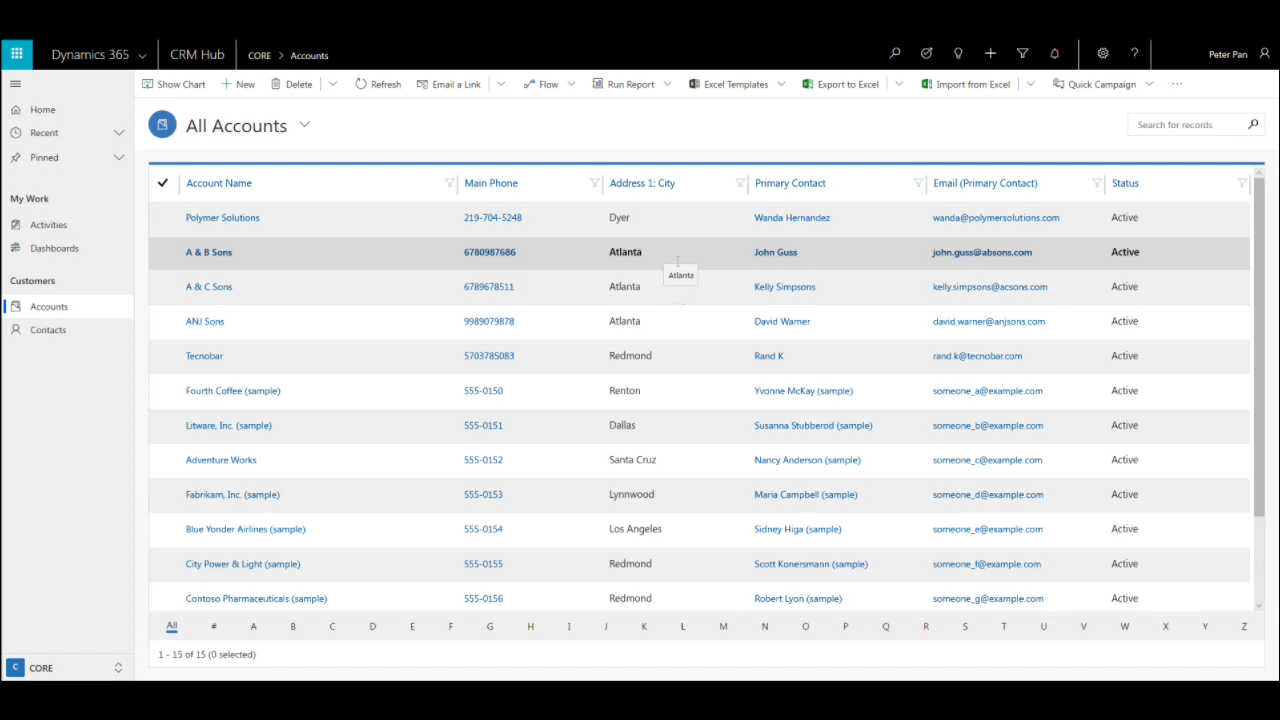 Dynamics 365 CRM Hub CORE > Accounts Peter Pan
Show Chart New Delete Refresh Email a Link Flow Run Report Excel Templates Export to Excel Import from Excel Quick Campaign ...
Home
Recent
Pinned
My Work
Activities
Dashboards
Customers
Accounts
Contacts
C CORE
All Accounts
Search for records
Account Name Main Phone Address 1: City Primary Contact Email (Primary Contact) Status
Polymer Solutions 219-704-5248 Dyer Wanda Hernandez wanda@polymersolutions.com Active
A & B Sons 6780987686 Atlanta John Guss john.guss@absons.com Active
Atlanta
A & C Sons 6789678511 Atlanta Kelly Simpsons kelly.simpsons@acsons.com Active
ANJ Sons 9989079878 Atlanta David Warner david.warner@anjsons.com Active
Tecnobar 5703785083 Redmond Rand K rand.k@tecnobar.com Active
Fourth Coffee (sample) 555-0150 Renton Yvonne McKay (sample) someone_a@example.com Active
Litware, Inc. (sample) 555-0151 Dallas Susanna Stubberod (sample) someone_b@example.com Active
Adventure Works 555-0152 Santa Cruz Nancy Anderson (sample) someone_c@example.com Active
Fabrikam, Inc. (sample) 555-0153 Lynnwood Maria Campbell (sample) someone_d@example.com Active
Blue Yonder Airlines (sample) 555-0154 Los Angeles Sidney Higa (sample) someone_e@example.com Active
City Power & Light (sample) 555-0155 Redmond Scott Konersmann (sample) someone_f@example.com Active
Contoso Pharmaceuticals (sample) 555-0156 Redmond Robert Lyon (sample) someone_g@example.com Active
All # A B C D E F G H I J K L M N O P Q R S T U V W X Y Z
1 - 15 of 15 (0 selected)